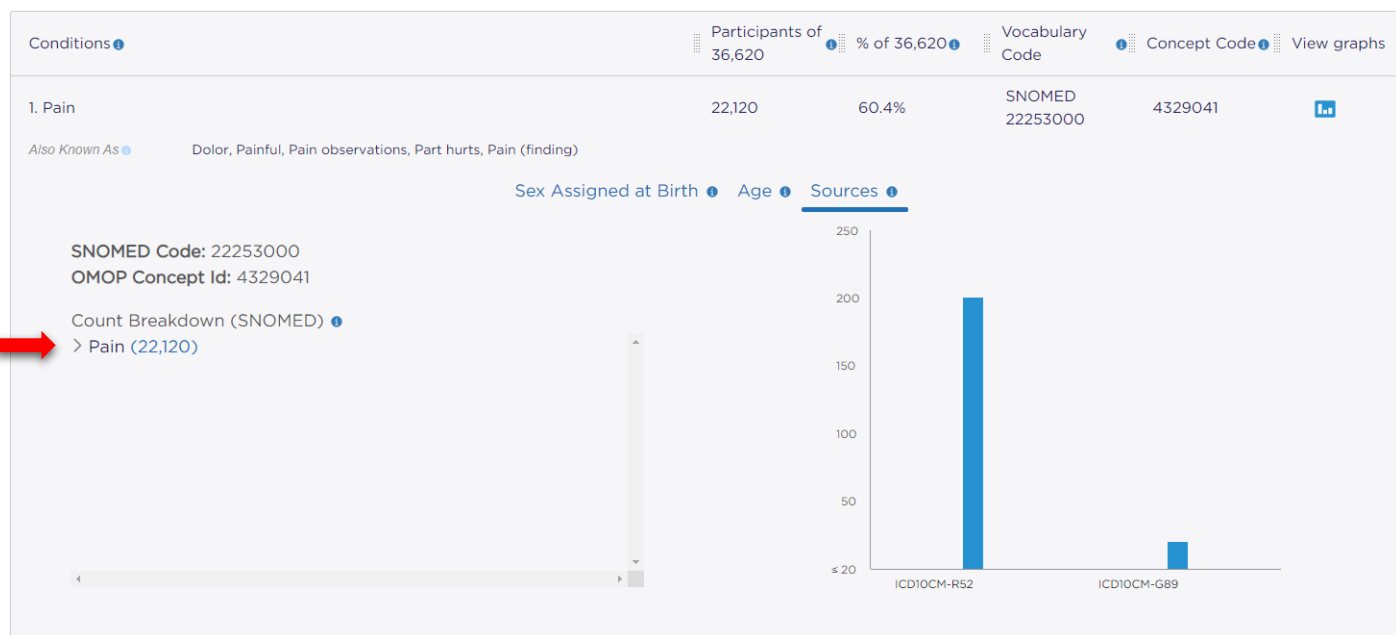 Conditions
Participants of
36,620
% of 36,620
Vocabulary
Code
Concept Code
View graphs
1. Pain
22,120
60.4%
SNOMED
22253000
4329041
Also Known As
Dolor, Painful, Pain observations, Part hurts, Pain (finding)
Sex Assigned at Birth
Age
Sources
SNOMED Code: 22253000
OMOP Concept Id: 4329041
Count Breakdown (SNOMED)
> Pain (22,120)
250
200
150
100
50
≤ 20
ICD10CM-R52
ICD10CM-G89